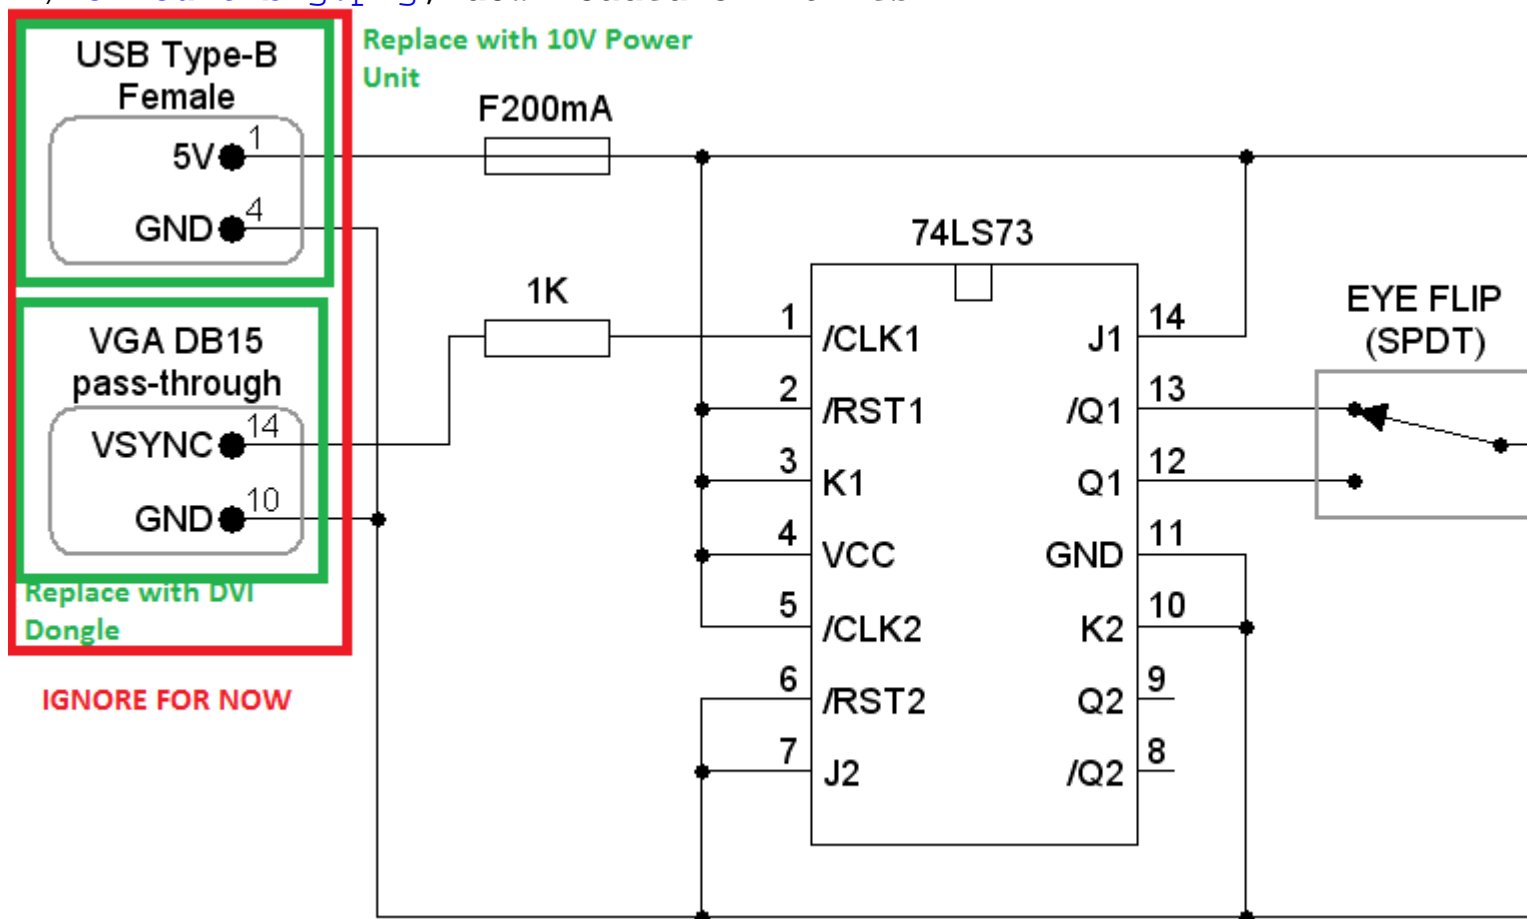 USB Type-B
Female
5V 1
GND 4
Replace with 10V Power
Unit
F200mA
VGA DB15
pass-through
VSYNC 14
GND 10
Replace with DVI
Dongle
IGNORE FOR NOW
1K
74LS73
1 /CLK1
2 /RST1
3 K1
4 VCC
5 /CLK2
6 /RST2
7 J2
J1 14
/Q1 13
Q1 12
GND 11
K2 10
Q2 9
/Q2 8
EYE FLIP
(SPDT)